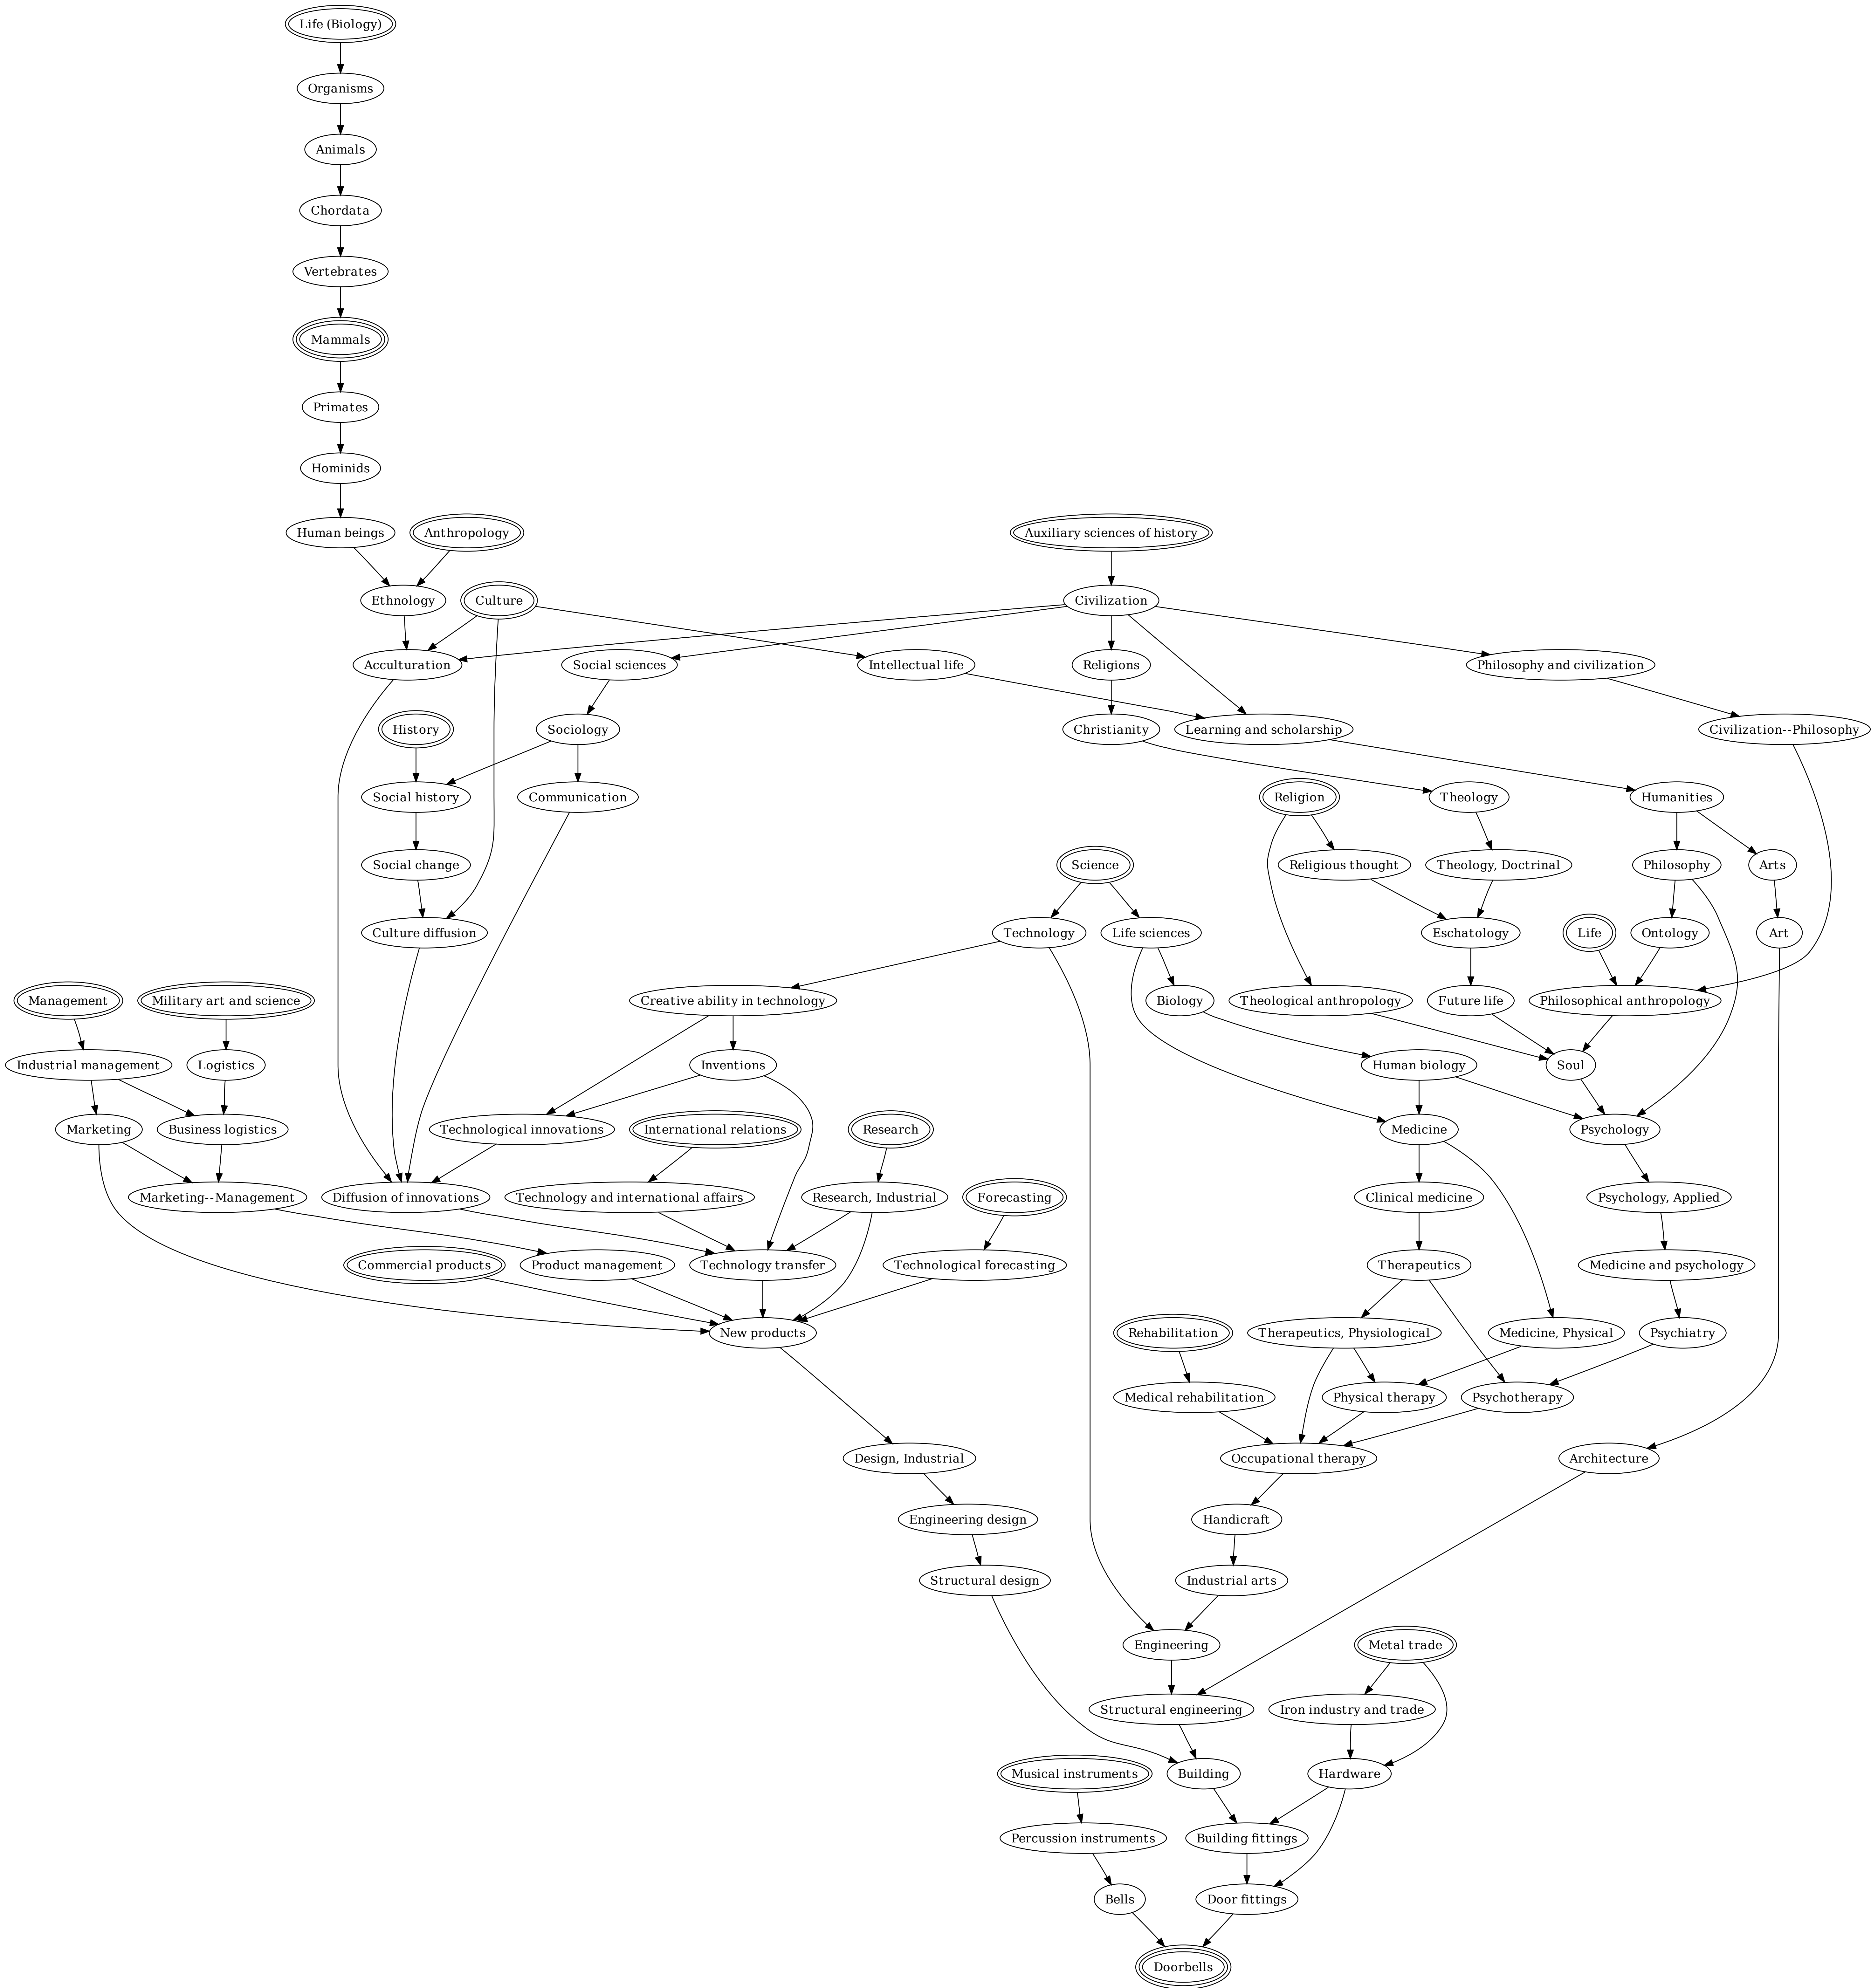 Life (Biology)
Organisms
Animals
Chordata
Vertebrates
Mammals
Primates
Hominids
Human beings
Anthropology
Auxiliary sciences of history
Ethnology
Culture
Civilization
Acculturation
Social sciences
Intellectual life
Religions
Philosophy and civilization
History
Sociology
Christianity
Learning and scholarship
Civilization--Philosophy
Social history
Communication
Religion
Theology
Humanities
Social change
Science
Religious thought
Theology, Doctrinal
Philosophy
Arts
Culture diffusion
Technology
Life sciences
Eschatology
Life
Ontology
Art
Management
Military art and science
Creative ability in technology
Biology
Theological anthropology
Future life
Philosophical anthropology
Industrial management
Logistics
Inventions
Human biology
Soul
Marketing
Business logistics
Technological innovations
International relations
Research
Medicine
Psychology
Marketing--Management
Diffusion of innovations
Technology and international affairs
Research, Industrial
Forecasting
Clinical medicine
Psychology, Applied
Commercial products
Product management
Technology transfer
Technological forecasting
Therapeutics
Medicine and psychology
New products
Rehabilitation
Therapeutics, Physiological
Medicine, Physical
Psychiatry
Medical rehabilitation
Physical therapy
Psychotherapy
Design, Industrial
Occupational therapy
Architecture
Engineering design
Handicraft
Structural design
Industrial arts
Engineering
Metal trade
Structural engineering
Iron industry and trade
Musical instruments
Building
Hardware
Percussion instruments
Building fittings
Bells
Door fittings
Doorbells